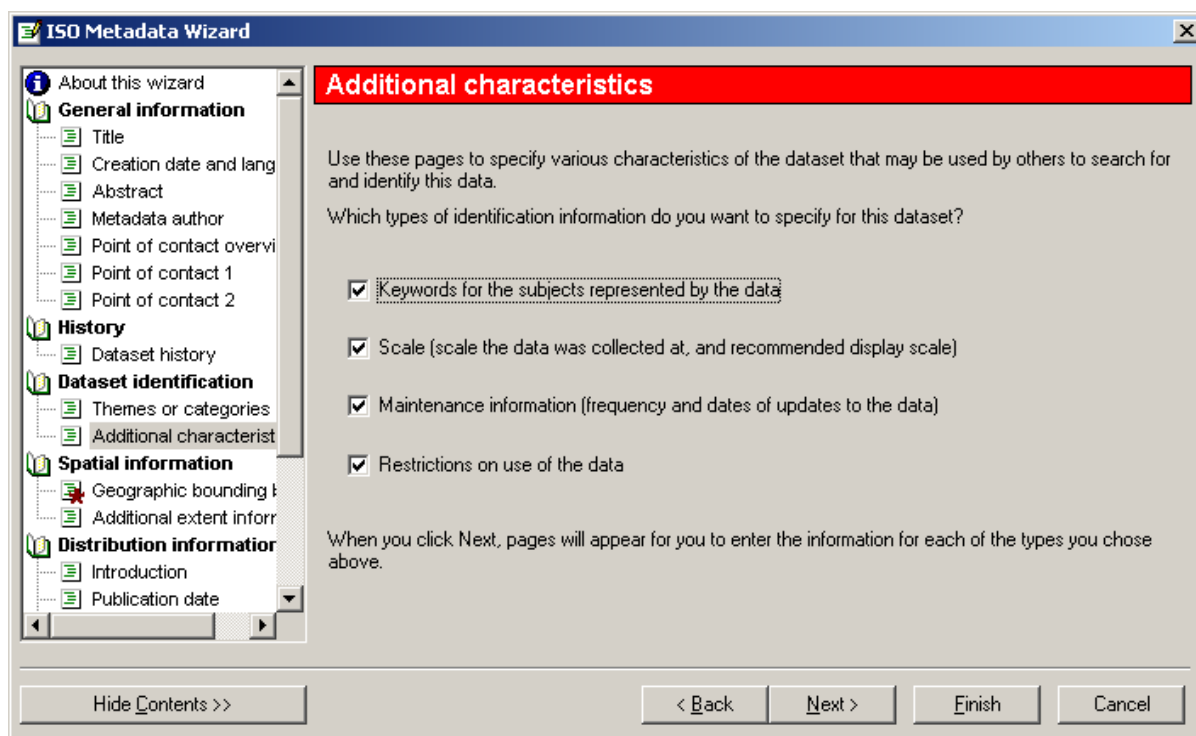 ISO Metadata Wizard
About this wizard
General information
Title
Creation date and lang
Abstract
Metadata author
Point of contact overvi
Point of contact 1
Point of contact 2
History
Dataset history
Dataset identification
Themes or categories
Additional characterist
Spatial information
Geographic bounding b
Additional extent inforr
Distribution information
Introduction
Publication date
Additional characteristics
Use these pages to specify various characteristics of the dataset that may be used by others to search for
and identify this data.
Which types of identification information do you want to specify for this dataset?
Keywords for the subjects represented by the data
Scale (scale the data was collected at, and recommended display scale)
Maintenance information (frequency and dates of updates to the data)
Restrictions on use of the data
When you click Next, pages will appear for you to enter the information for each of the types you chose
above.
Hide Contents >>
< Back
Next >
Finish
Cancel